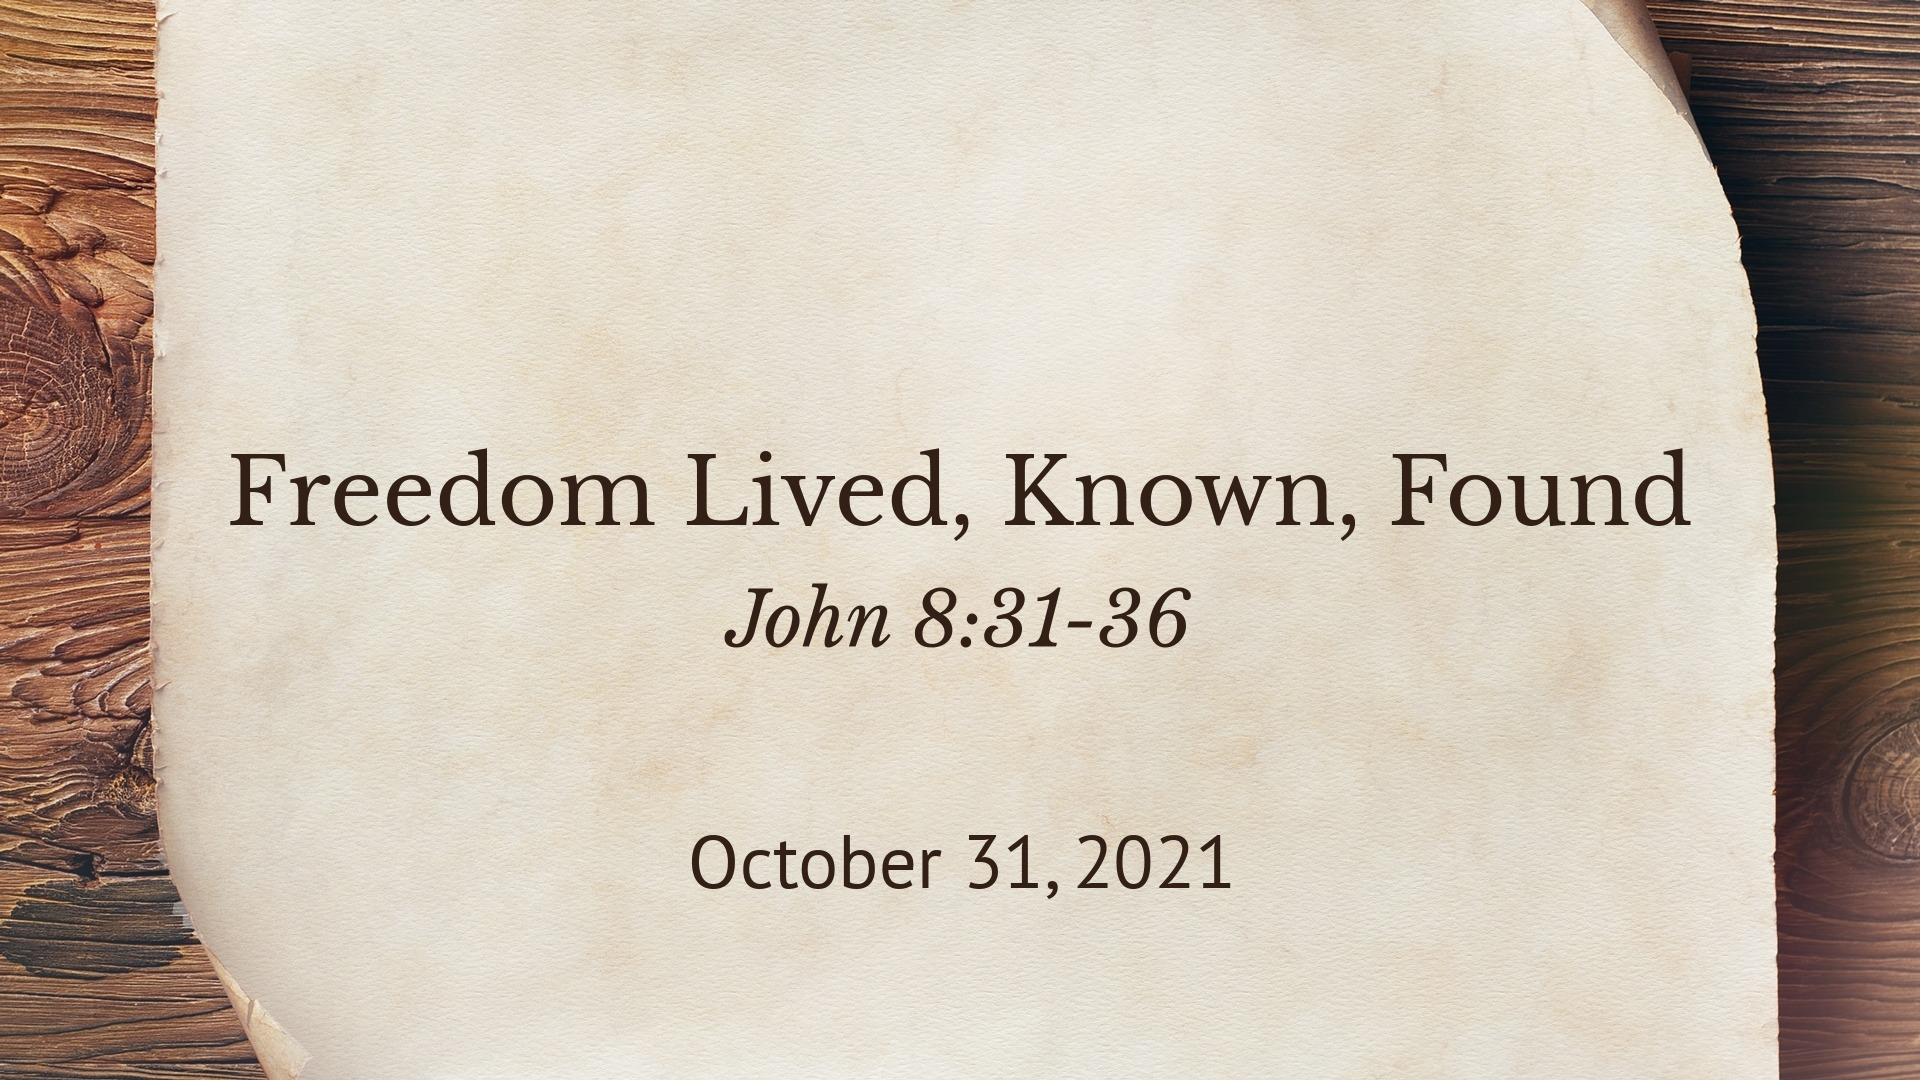 Freedom Lived, Known, Found
John 8:31-36
October 31, 2021